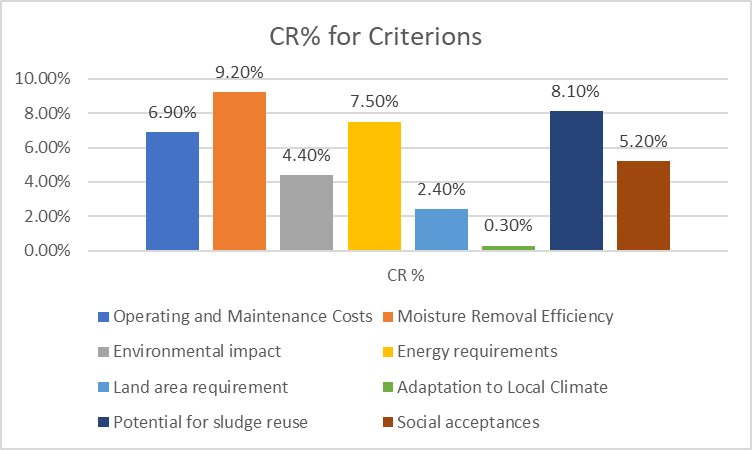 CR% for Criterions
10.00%
8.00%
6.00%
4.00%
2.00%
0.00%
6.90%
9.20%
4.40%
7.50%
2.40%
0.30%
8.10%
5.20%
CR %
Operating and Maintenance Costs
Moisture Removal Efficiency
Environmental impact
Energy requirements
Land area requirement
Adaptation to Local Climate
Potential for sludge reuse
Social acceptances